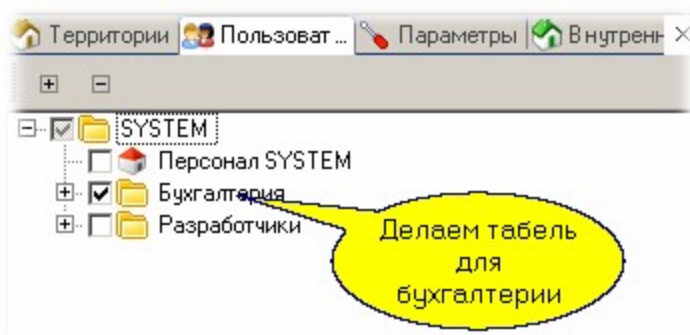 Территории Пользоват ... Параметры Внутренн
SYSTEM
Персонал SYSTEM
Бухгалтерия
Разработчики
Делаем табель
для
бухгалтерии